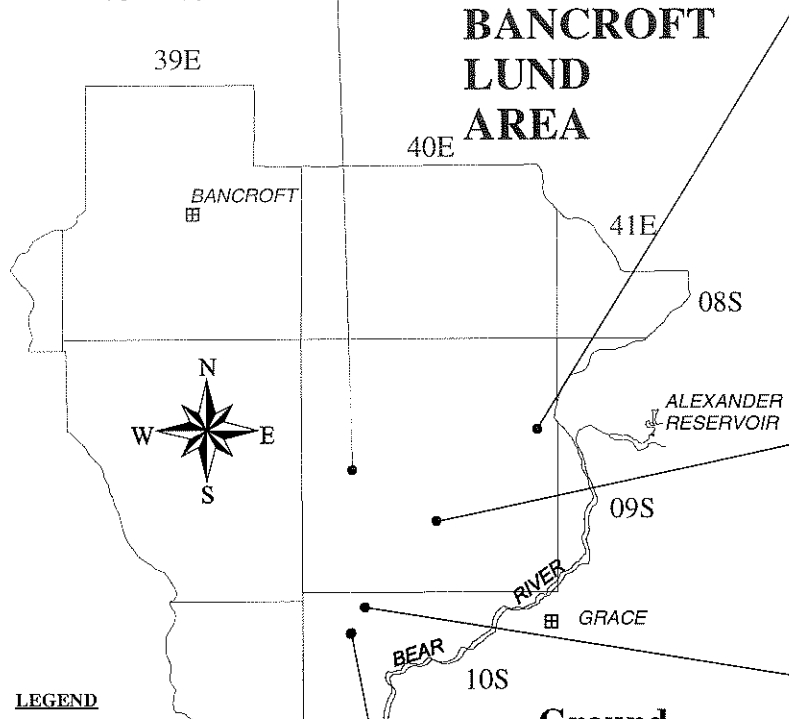 BANCROFT
LUND
AREA
39E
40E
BANCROFT
41E
08S
N
W E
S
ALEXANDER
RESERVOIR
09S
RIVER
GRACE
BEAR
10S
LEGEND
Ground